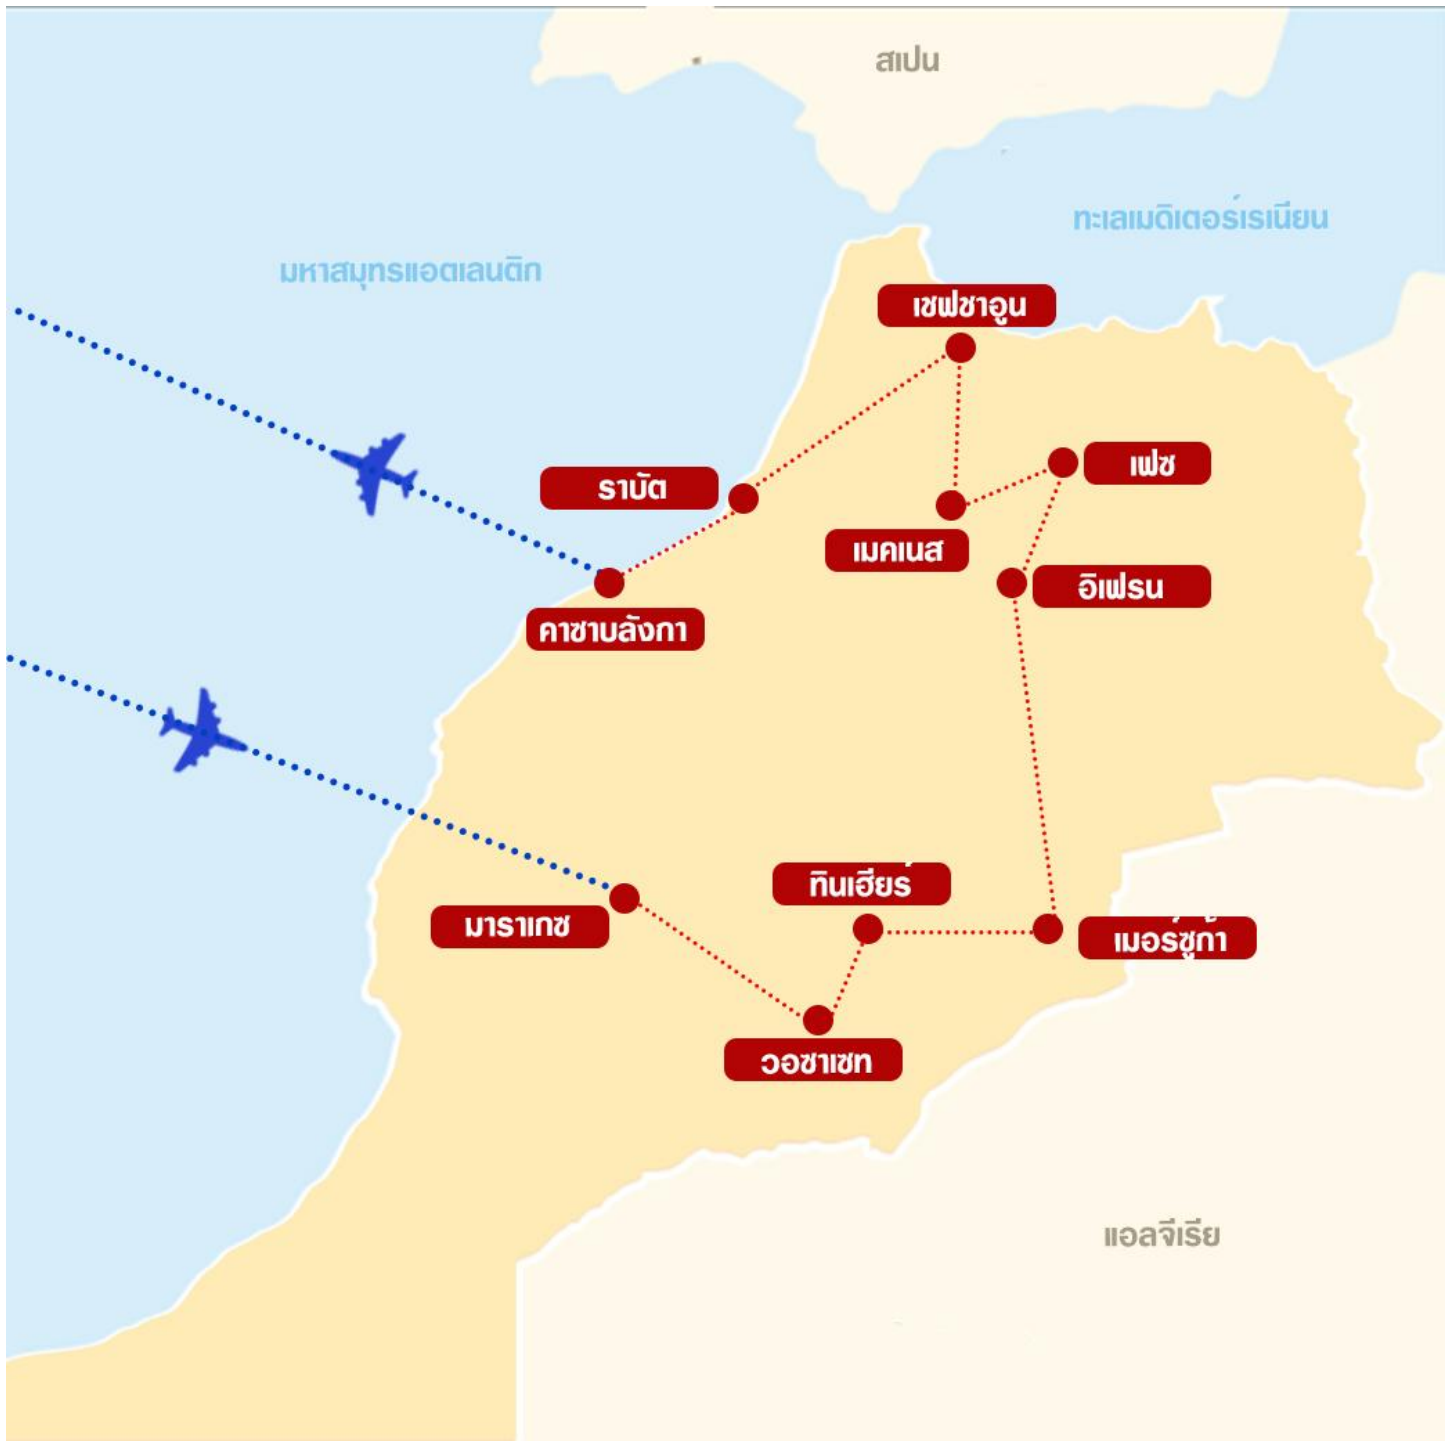 สเปน
ทะเลเมดิเตอร์เรเนียน
มหาสมุทรแอตเลนติก
เชฟชาอูน
เฟซ
ราบัต
เมคเนส
อิเฟรน
คาซาบลังกา
ทินเฮียร์
มาราเกซ
เมอร์ซูก้า
วอซาเซท
แอลจีเรีย